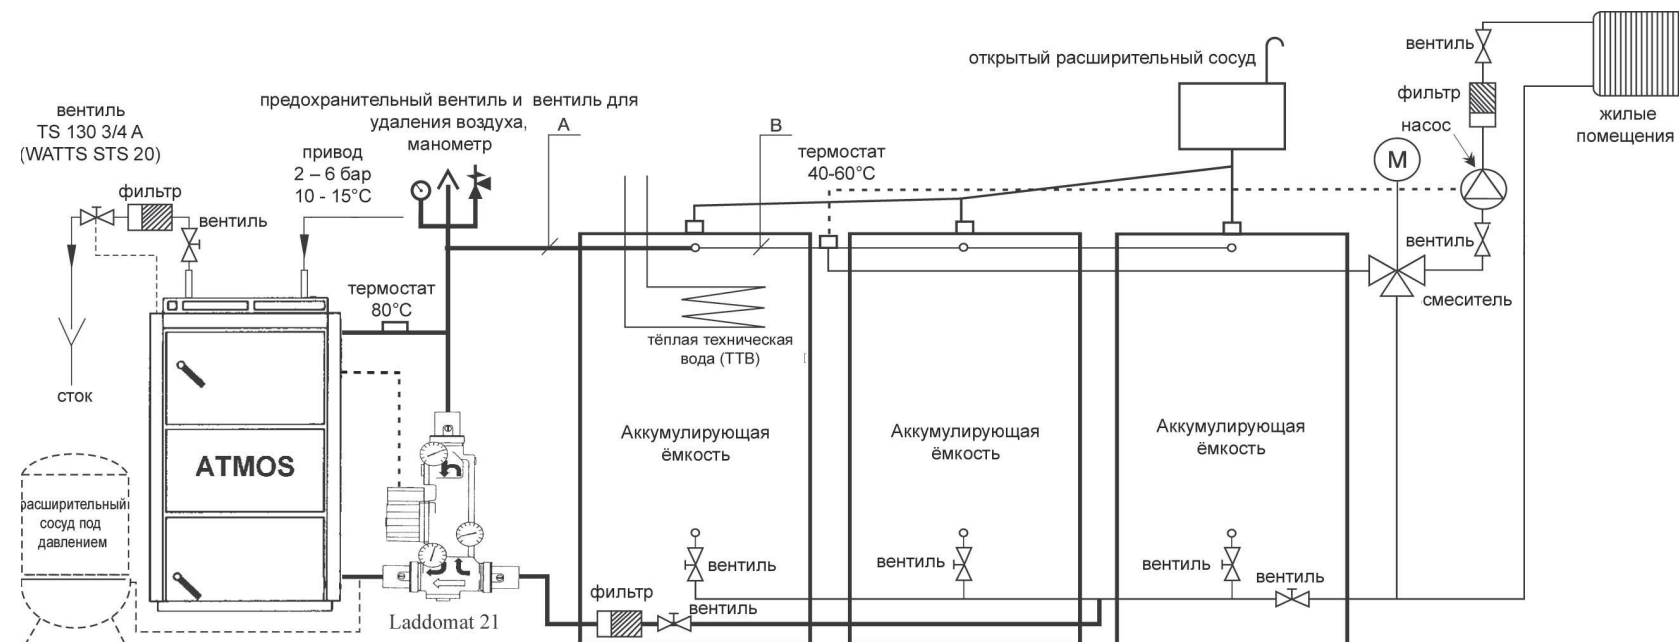 вентиль
TS 130 3/4 A
(WATTS STS 20)
фильтр
вентиль
сток
предохранительный вентиль и вентиль для
удаления воздуха,
манометр
привод
2 – 6 бар
10 - 15°C
термостат
80°C
ATMOS
расширительный
сосуд под
давлением
Laddomat 21
A
B
термостат
40-60°C
открытый расширительный сосуд
тёплая техническая
вода (ТТВ)
Аккумулирующая
ёмкость
Аккумулирующая
ёмкость
Аккумулирующая
ёмкость
вентиль
вентиль
вентиль
вентиль
фильтр
вентиль
вентиль
фильтр
насос
M
вентиль
смеситель
жилые
помещения